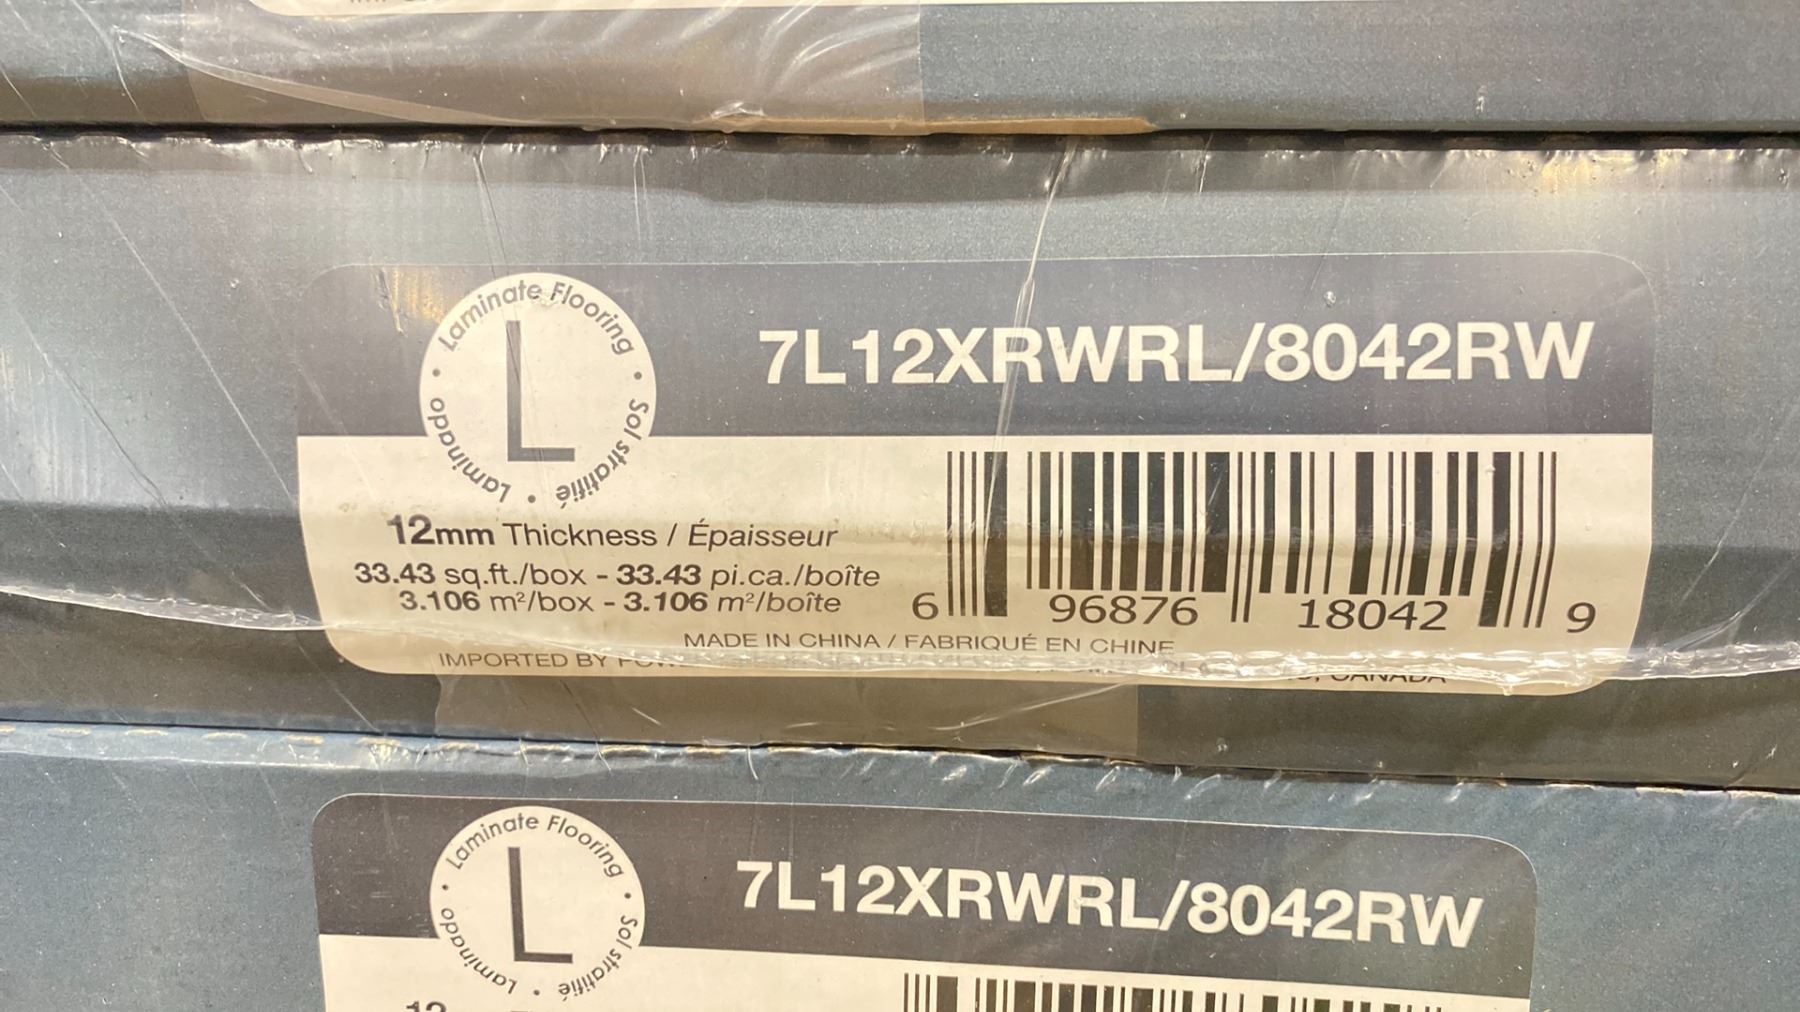 Laminate Flooring • Sol stratifié • Laminado •
L
7L12XRWRL/8042RW
12mm Thickness / Épaisseur
33.43 sq.ft./box - 33.43 pi.ca./boîte
3.106 m²/box - 3.106 m²/boîte
6 96876 18042 9
MADE IN CHINA / FABRIQUÉ EN CHINE
IMPORTED BY
CANADA
Laminate Flooring • Sol stratifié • Laminado •
L
7L12XRWRL/8042RW
12